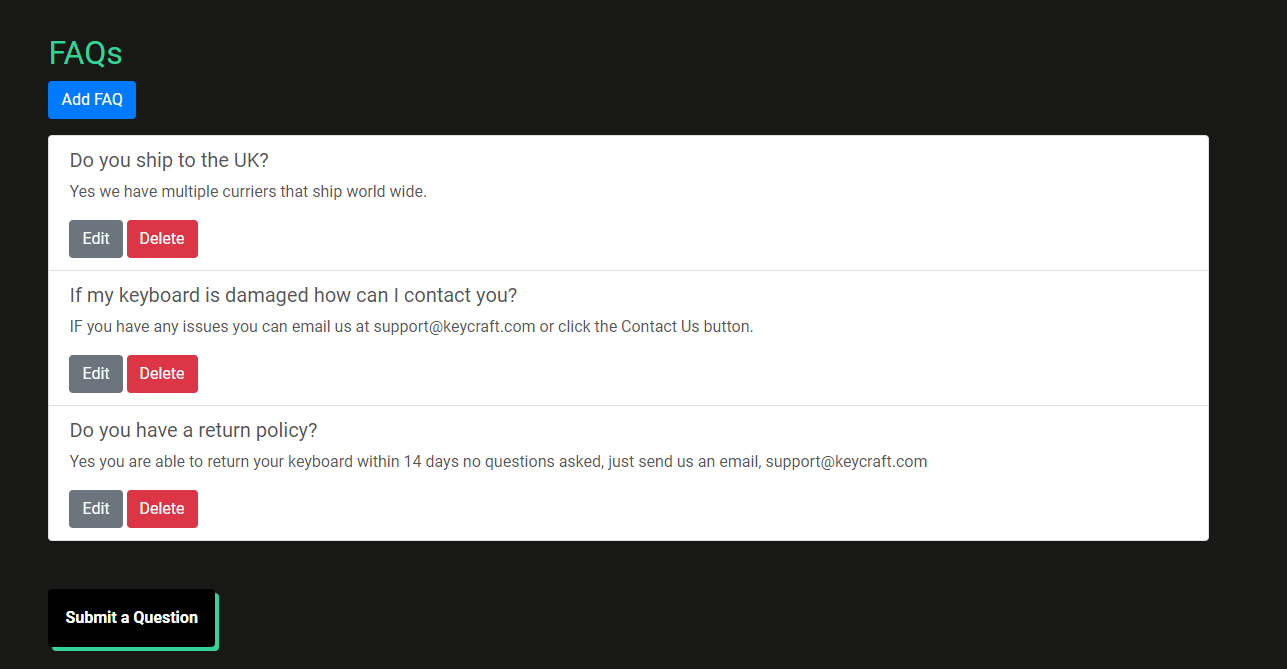 FAQs
Add FAQ
Do you ship to the UK?
Yes we have multiple curriers that ship world wide.
Edit Delete
If my keyboard is damaged how can I contact you?
IF you have any issues you can email us at support@keycraft.com or click the Contact Us button.
Edit Delete
Do you have a return policy?
Yes you are able to return your keyboard within 14 days no questions asked, just send us an email, support@keycraft.com
Edit Delete
Submit a Question